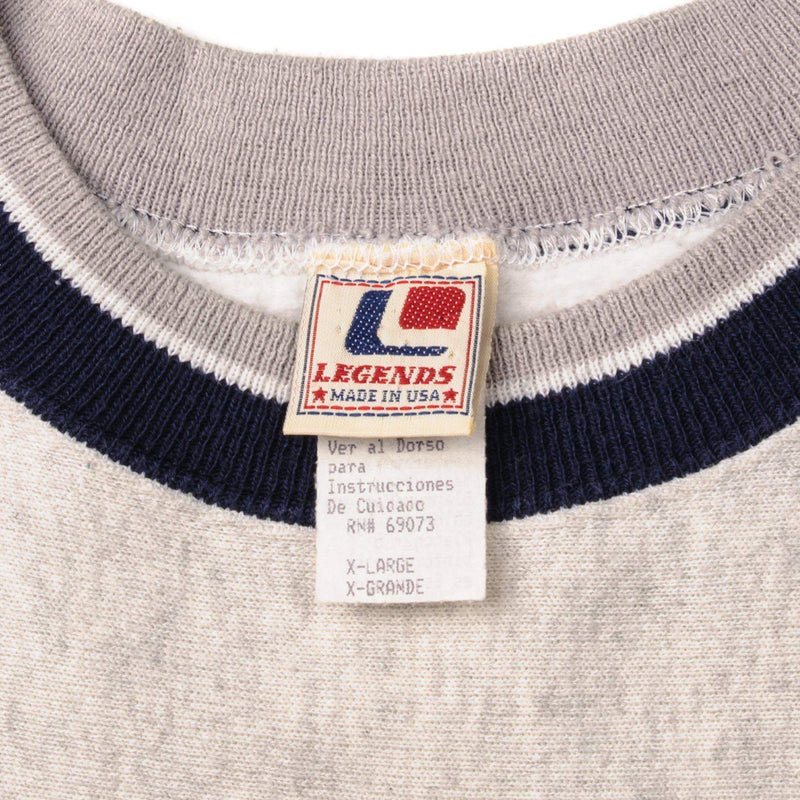 LEGENDS
MADE IN USA
Ver al Dorso
para
Instrucciones
De Cuidado
RN# 69073
X-LARGE
X-GRANDE